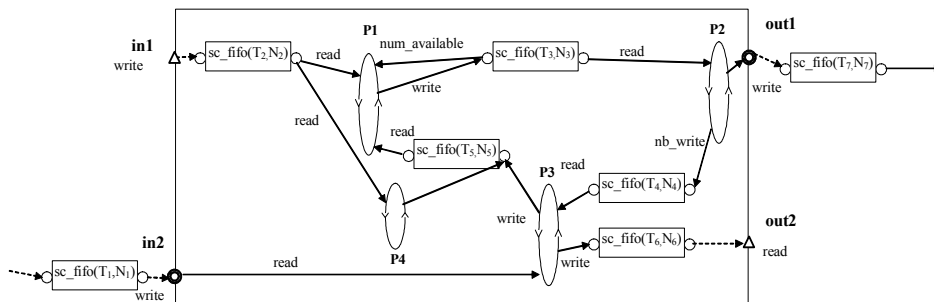 in1
write
sc_fifo(T2,N2)
read
P1
num_available
sc_fifo(T3,N3)
read
P2
out1
write
sc_fifo(T7,N7)
write
read
read
sc_fifo(T5,N5)
nb_write
P3
read
sc_fifo(T4,N4)
P4
write
write
sc_fifo(T6,N6)
out2
read
in2
sc_fifo(T1,N1)
write
read